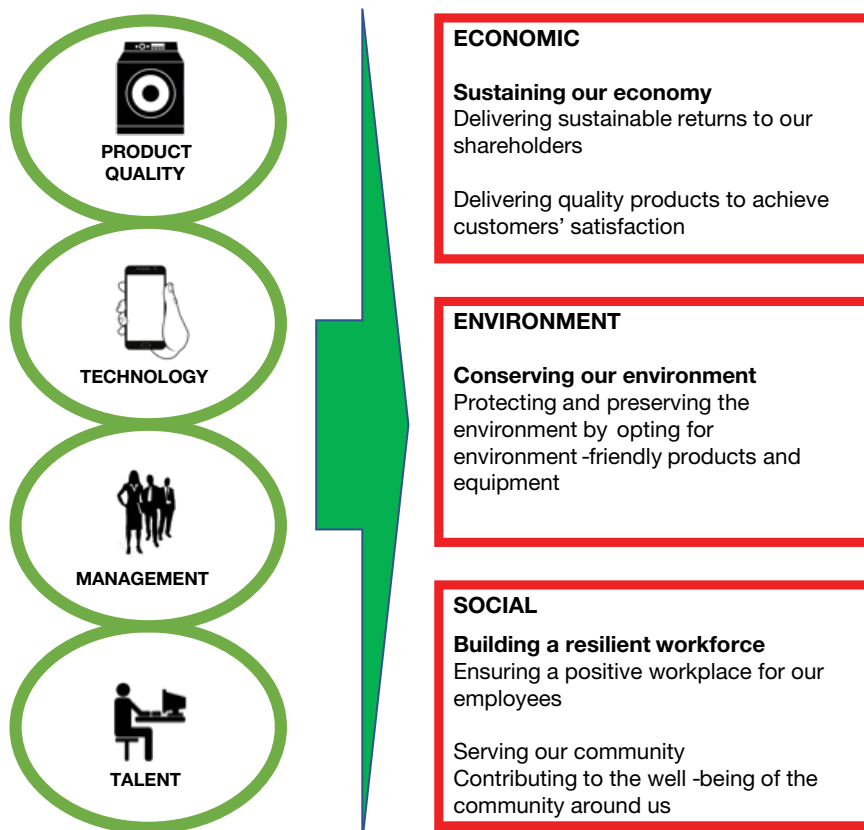 PRODUCT
QUALITY
TECHNOLOGY
MANAGEMENT
TALENT
ECONOMIC
Sustaining our economy
Delivering sustainable returns to our
shareholders
Delivering quality products to achieve
customers’ satisfaction
ENVIRONMENT
Conserving our environment
Protecting and preserving the
environment by opting for
environment -friendly products and
equipment
SOCIAL
Building a resilient workforce
Ensuring a positive workplace for our
employees
Serving our community
Contributing to the well -being of the
community around us